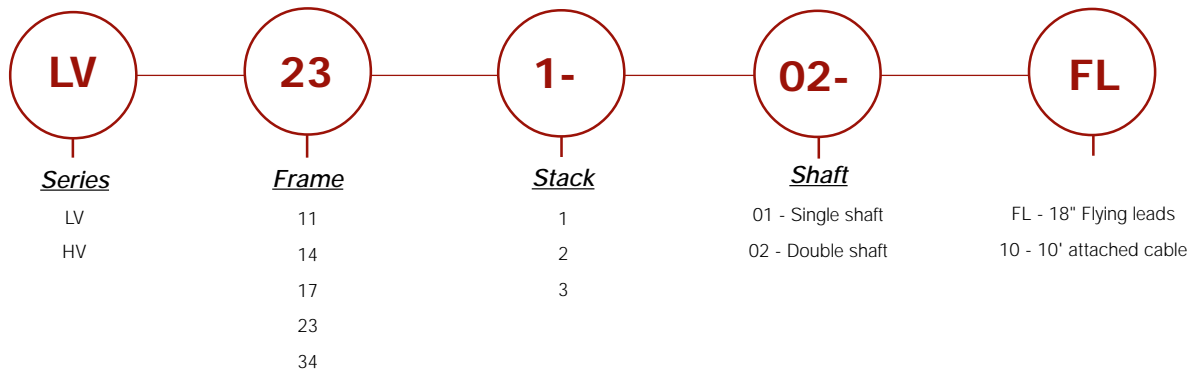 LV 23 1- 02- FL
Series Frame Stack Shaft
LV 11 1 01 - Single shaft FL - 18" Flying leads
HV 14 2 02 - Double shaft 10 - 10' attached cable
17 3
23
34